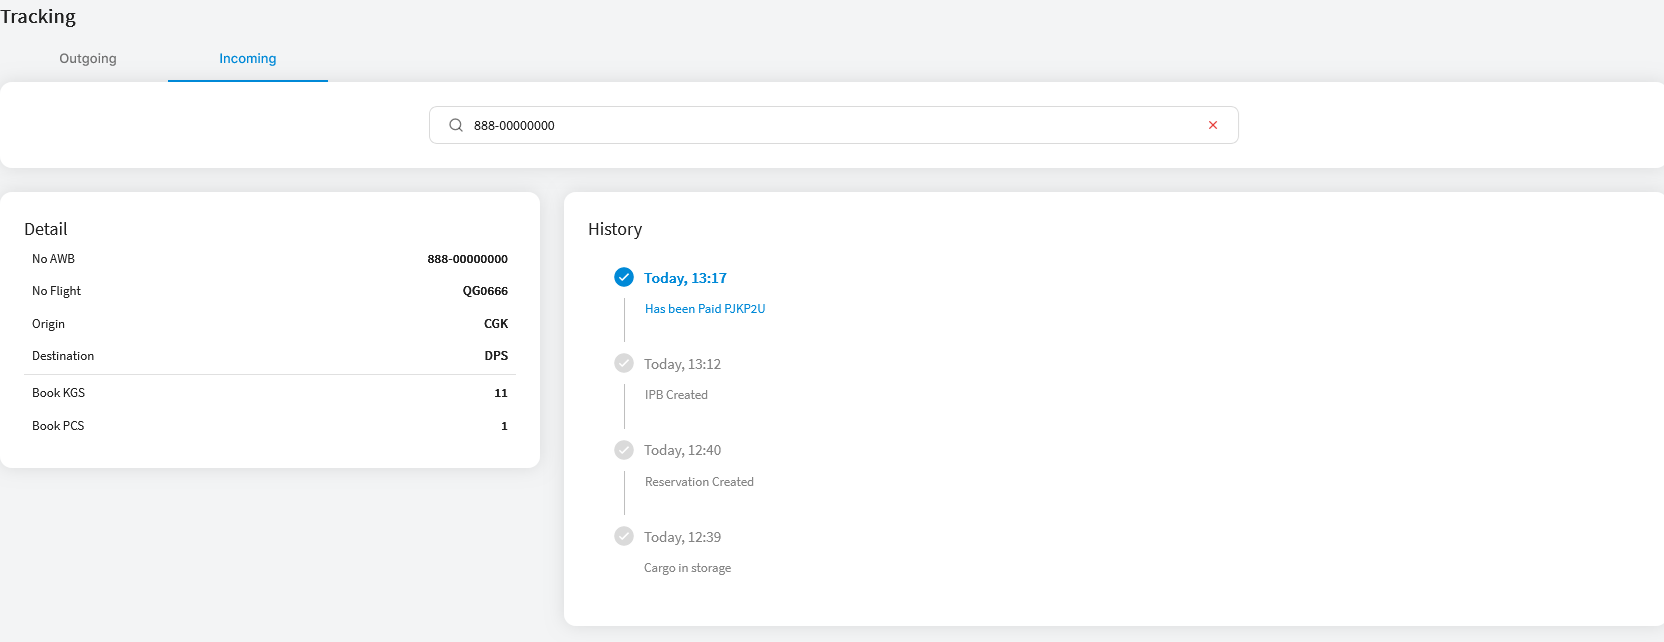 Tracking
Outgoing
Incoming
888-00000000
Detail
No AWB 888-00000000
No Flight QG0666
Origin CGK
Destination DPS
Book KGS 11
Book PCS 1
History
Today, 13:17
Has been Paid PJKP2U
Today, 13:12
IPB Created
Today, 12:40
Reservation Created
Today, 12:39
Cargo in storage